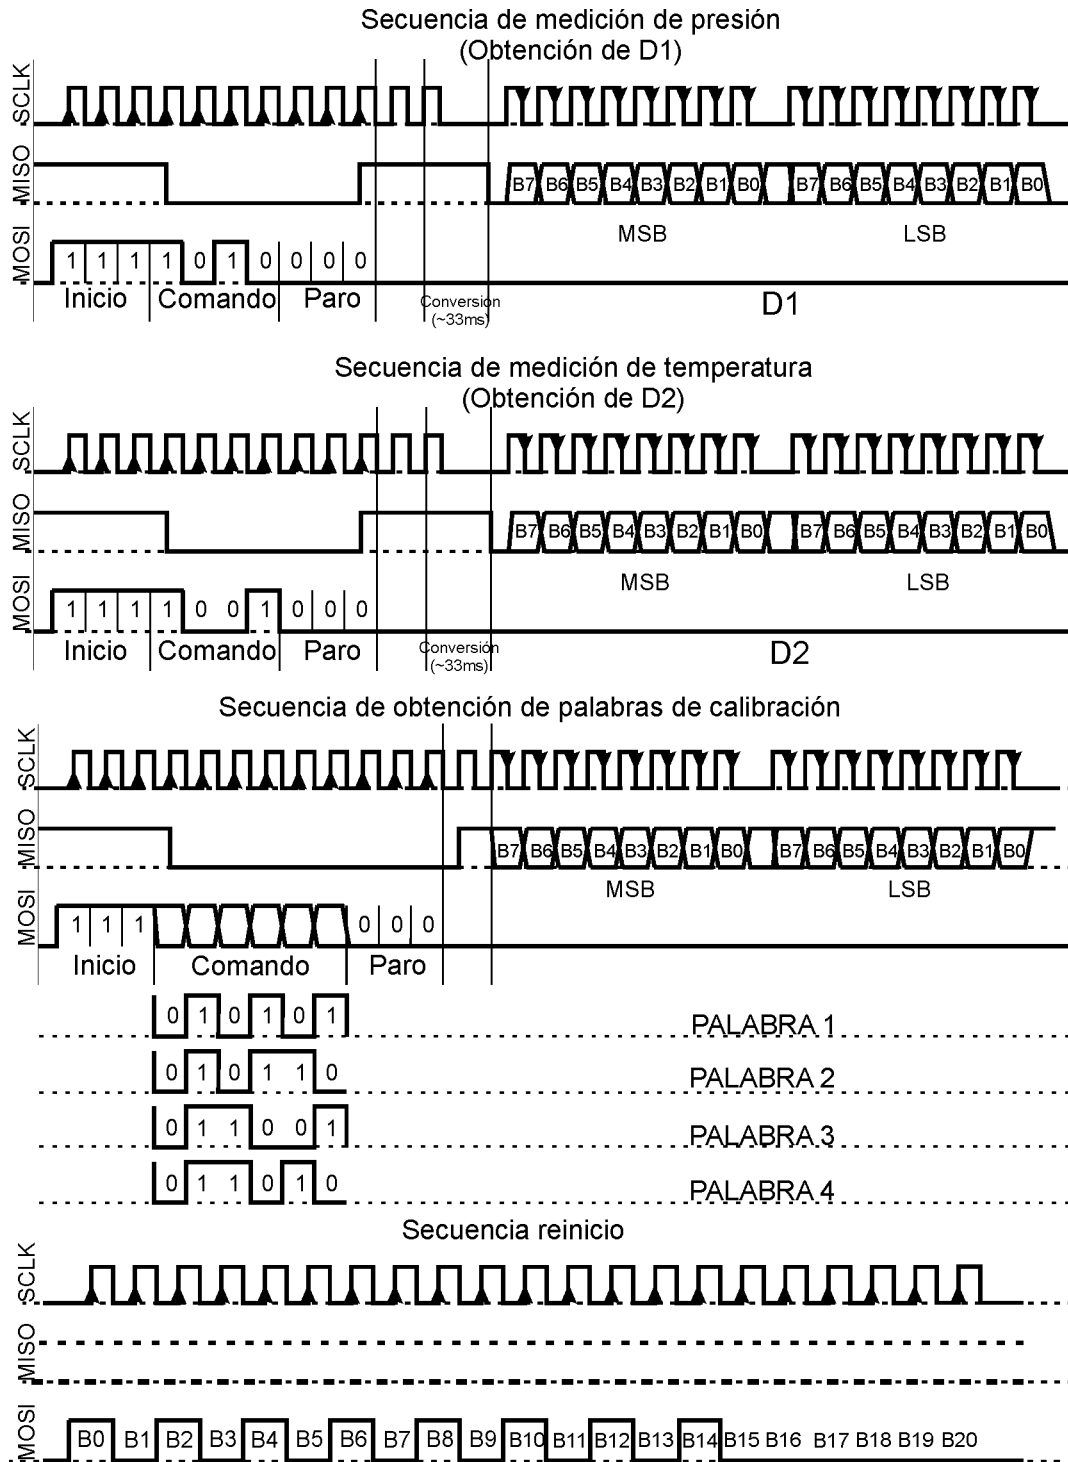 Secuencia de medición de presión
(Obtención de D1)
SCLK
MISO
B7 B6 B5 B4 B3 B2 B1 B0 B7 B6 B5 B4 B3 B2 B1 B0
MSB LSB
MOSI
1 1 1 1 0 1 0 0 0 0
Inicio Comando Paro Conversión D1
(~33ms)
Secuencia de medición de temperatura
(Obtención de D2)
SCLK
MISO
B7 B6 B5 B4 B3 B2 B1 B0 B7 B6 B5 B4 B3 B2 B1 B0
MSB LSB
MOSI
1 1 1 1 0 0 1 0 0 0
Inicio Comando Paro Conversión D2
(~33ms)
Secuencia de obtención de palabras de calibración
SCLK
MISO
B7 B6 B5 B4 B3 B2 B1 B0 B7 B6 B5 B4 B3 B2 B1 B0
MSB LSB
MOSI
1 1 1 0 0 0
Inicio Comando Paro
0 1 0 1 0 1 PALABRA 1
0 1 0 1 1 0 PALABRA 2
0 1 1 0 0 1 PALABRA 3
0 1 1 0 1 0 PALABRA 4
Secuencia reinicio
SCLK
MISO
MOSI
B0 B1 B2 B3 B4 B5 B6 B7 B8 B9 B10 B11 B12 B13 B14 B15 B16 B17 B18 B19 B20